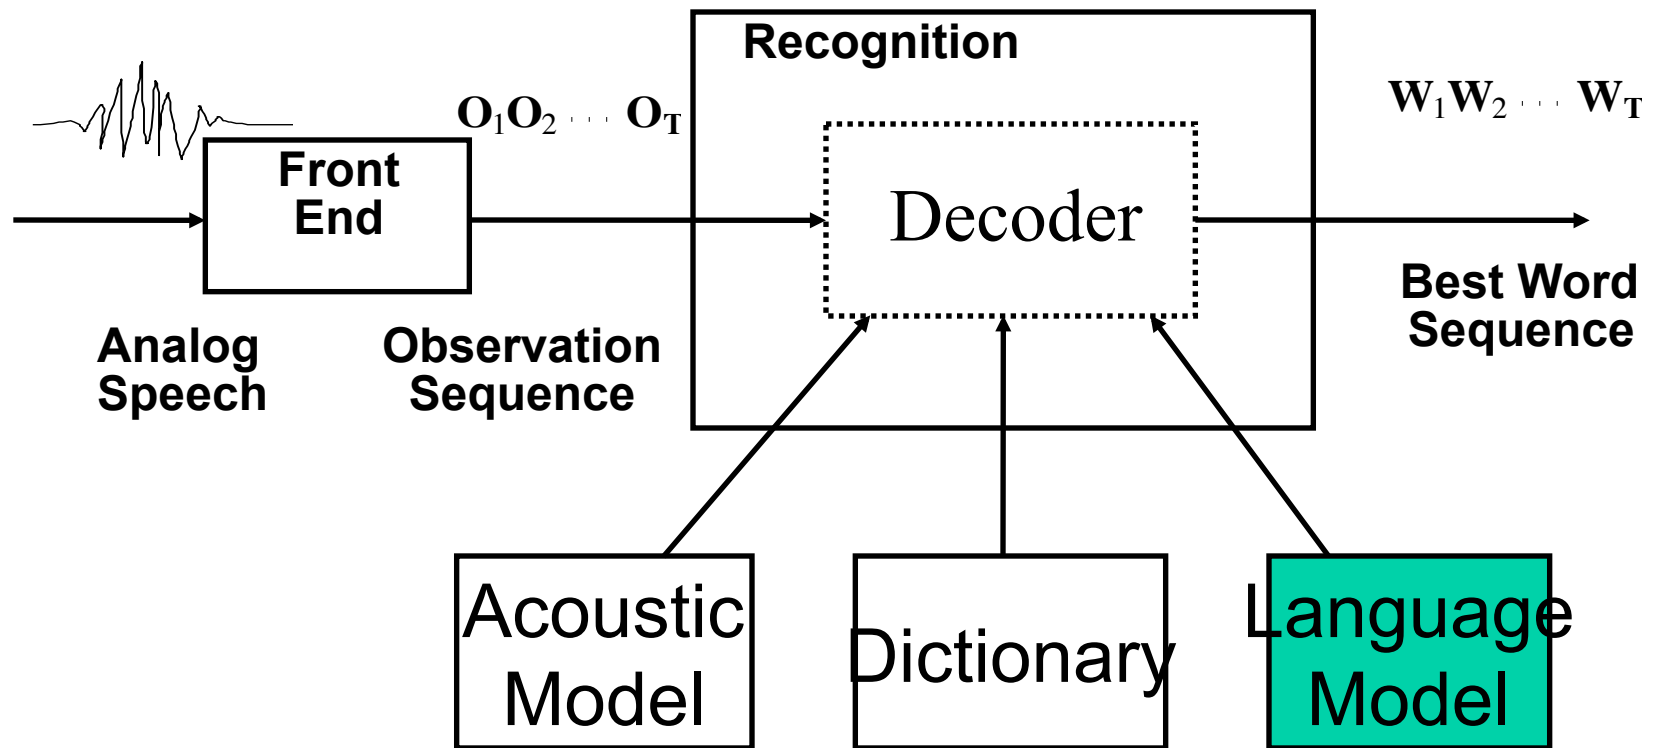 Recognition
O1O2 ... OT
W1W2 ... WT
Front
End
Decoder
Analog
Speech
Observation
Sequence
Best Word
Sequence
Acoustic
Model
Dictionary
Language
Model